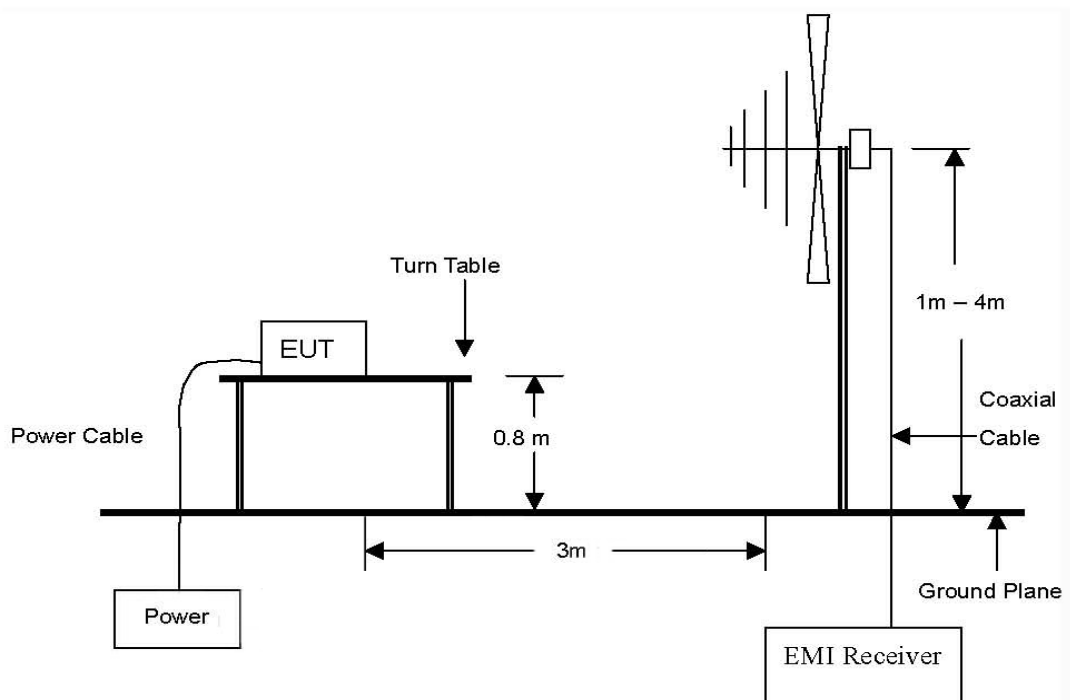 Turn Table
1m – 4m
EUT
Coaxial
Cable
Power Cable
0.8 m
3m
Ground Plane
Power
EMI Receiver